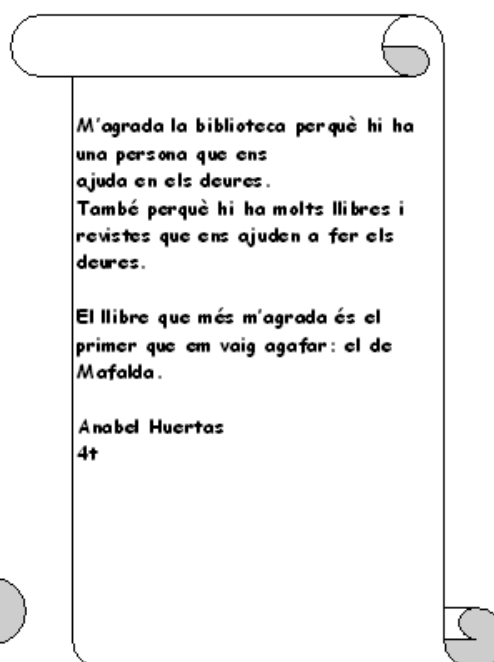 M'agrada la biblioteca perquè hi ha
una persona que ens
ajuda en els deures.
També perquè hi ha molts llibres i
revistes que ens ajuden a fer els
deures.
El llibre que més m'agrada és el
primer que em vaig agafar: el de
Mafalda.
Anabel Huertas
4t